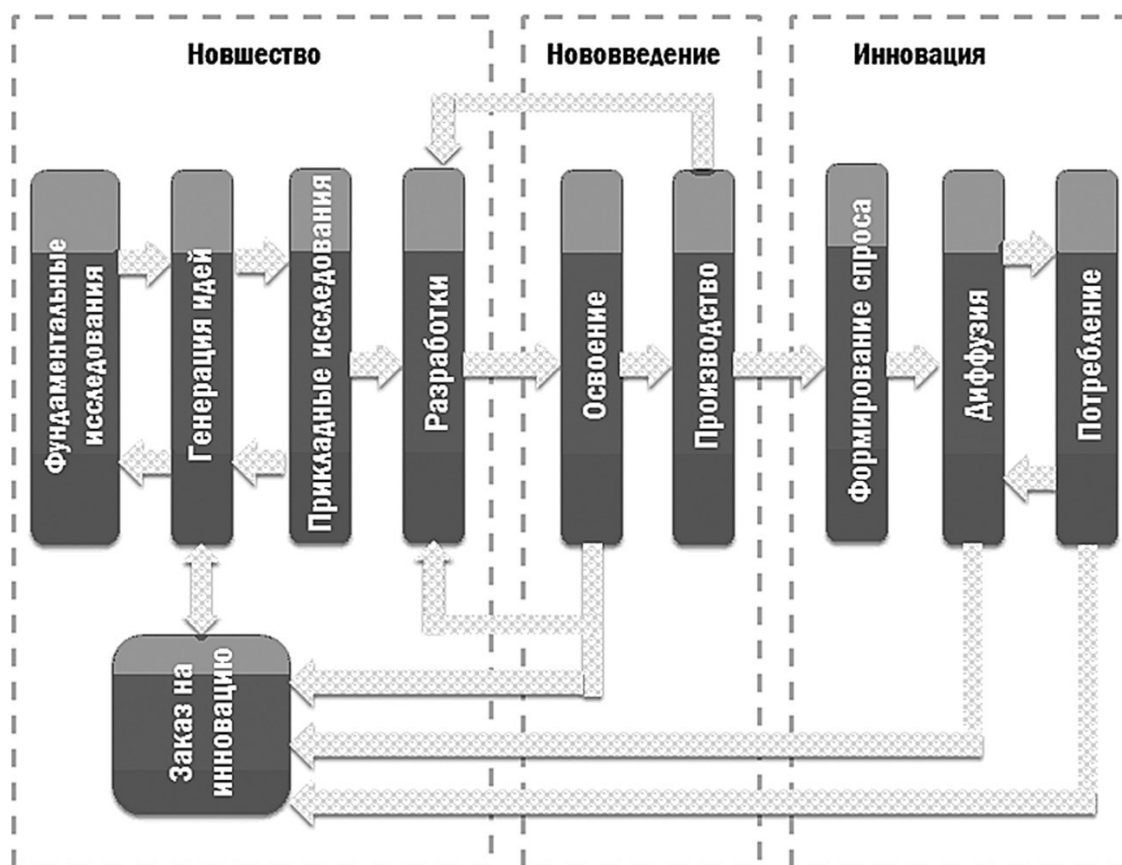 Новшество
Нововведение
Инновация
Фундаментальные
исследования
Генерация идей
Прикладные исследования
Разработки
Освоение
Производство
Формирование спроса
Диффузия
Потребление
Заказ на
инновацию